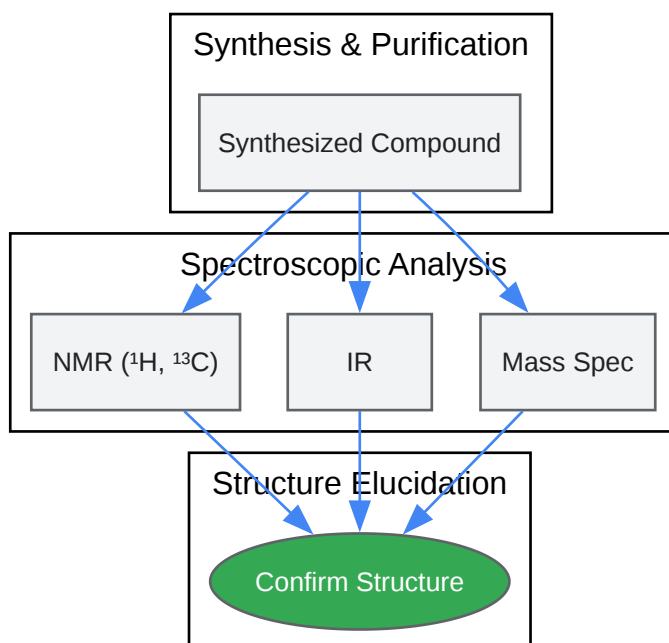 Synthesis & Purification
Synthesized Compound
Spectroscopic Analysis
NMR (¹H, ¹³C)
IR
Mass Spec
Structure Elucidation
Confirm Structure